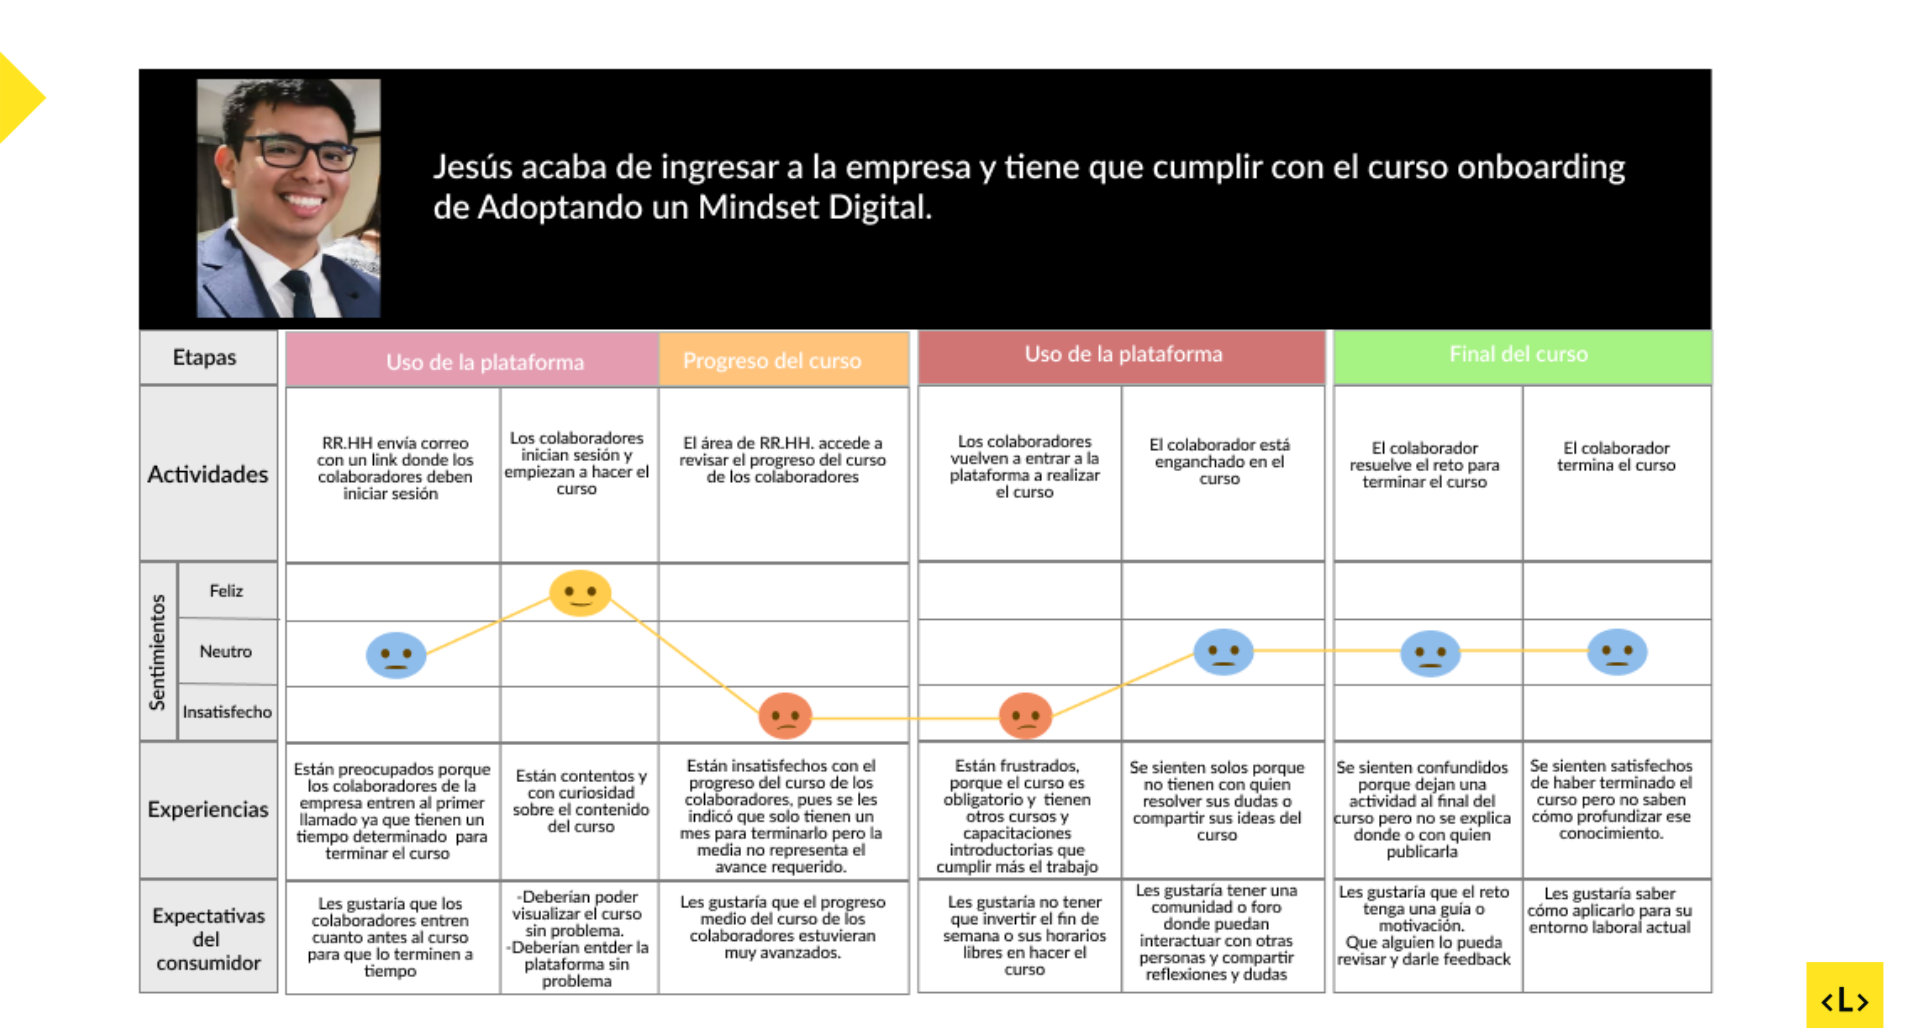 Jesús acaba de ingresar a la empresa y tiene que cumplir con el curso onboarding
de Adoptando un Mindset Digital.
Etapas
Uso de la plataforma
Progreso del curso
Uso de la plataforma
Final del curso
Actividades
RR.HH envía correo
con un link donde los
colaboradores deben
iniciar sesión
Los colaboradores
inician sesión y
empiezan a hacer el
curso
El área de RR.HH. accede a
revisar el progreso del curso
de los colaboradores
Los colaboradores
vuelven a entrar a la
plataforma a realizar
el curso
El colaborador está
enganchado en el
curso
El colaborador
resuelve el reto para
terminar el curso
El colaborador
termina el curso
Sentimientos
Feliz
Neutro
Insatisfecho
Experiencias
Están preocupados porque
los colaboradores de la
empresa entren al primer
llamado ya que tienen un
tiempo determinado para
terminar el curso
Están contentos y
con curiosidad
sobre el contenido
del curso
Están insatisfechos con el
progreso del curso de los
colaboradores, pues se les
indicó que solo tienen un
mes para terminarlo pero la
media no representa el
avance requerido.
Están frustrados,
porque el curso es
obligatorio y tienen
otros cursos y
capacitaciones
introductorias que
cumplir más el trabajo
Se sienten solos porque
no tienen con quien
resolver sus dudas o
compartir sus ideas del
curso
Se sienten confundidos
porque dejan una
actividad al final del
curso pero no se explica
donde o con quien
publicarla
Se sienten satisfechos
de haber terminado el
curso pero no saben
cómo profundizar ese
conocimiento.
Expectativas
del
consumidor
Les gustaría que los
colaboradores entren
cuanto antes al curso
para que lo terminen a
tiempo
-Deberían poder
visualizar el curso
sin problema.
-Deberían entder la
plataforma sin
problema
Les gustaría que el progreso
medio del curso de los
colaboradores estuvieran
muy avanzados.
Les gustaría no tener
que invertir el fin de
semana o sus horarios
libres en hacer el
curso
Les gustaría tener una
comunidad o foro
donde puedan
interactuar con otras
personas y compartir
reflexiones y dudas
Les gustaría que el reto
tenga una guía o
motivación.
Que alguien lo pueda
revisar y darle feedback
Les gustaría saber
cómo aplicarlo para su
entorno laboral actual
<L>